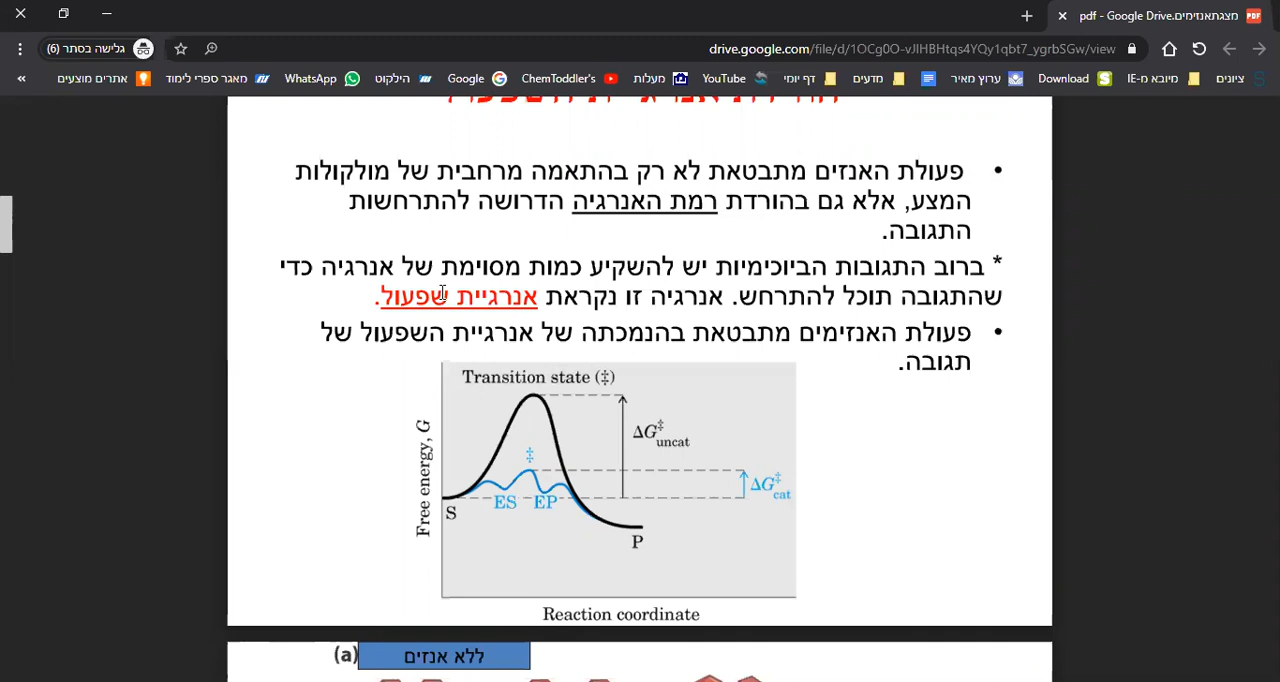 מצגתאנזימים.pdf - Google Drive
drive.google.com/file/d/1OCg0O-vJIHBHtqs4YQy1qbt7_ygrbSGw/view
גלישה בסתר (6)
ציונים
מיובא מ-IE
Download
ערוץ מאיר
מדעים
דף יומי
YouTube
מעלות
ChemToddler's
Google
הילקוט
WhatsApp
מאגר ספרי לימוד
אתרים מוצעים
»
• פעולת האנזים מתבטאת לא רק בהתאמה מרחבית של מולקולות
המצע, אלא גם בהורדת רמת האנרגיה הדרושה להתרחשות
התגובה.
* ברוב התגובות הביוכימיות יש להשקיע כמות מסוימת של אנרגיה כדי
שהתגובה תוכל להתרחש. אנרגיה זו נקראת אנרגיית שפעול.
• פעולת האנזימים מתבטאת בהנמכתה של אנרגיית השפעול של
תגובה.
Transition state (‡)
ΔG‡uncat
‡
ΔG‡cat
ES
EP
S
P
Free energy, G
Reaction coordinate
(a)
ללא אנזים